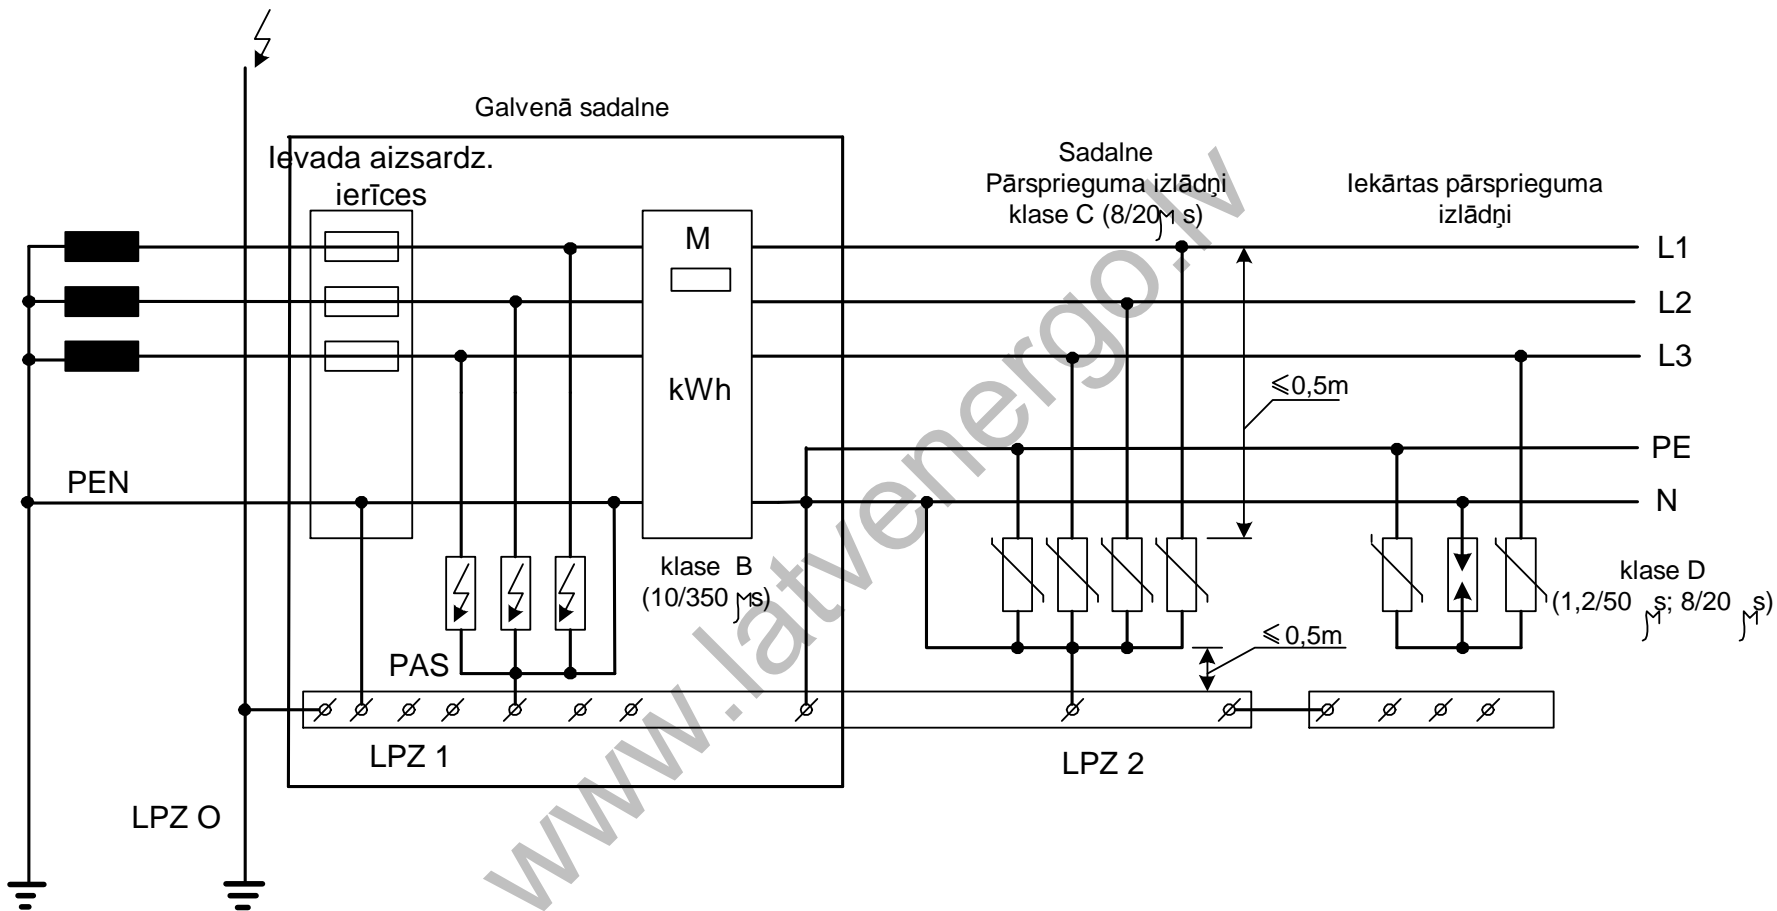 Galvenā sadalne
Ievada aizsardz.
ierīces
Sadalne
Pārsprieguma izlādņi
klase C (8/20μs)
Iekārtas pārsprieguma
izlādņi
M
kWh
L1
L2
L3
≤0,5m
PE
N
PEN
klase B
(10/350 μs)
klase D
(1,2/50 μs; 8/20 μs)
≤0,5m
PAS
LPZ 1
LPZ 2
LPZ O
www.latvenergo.lv